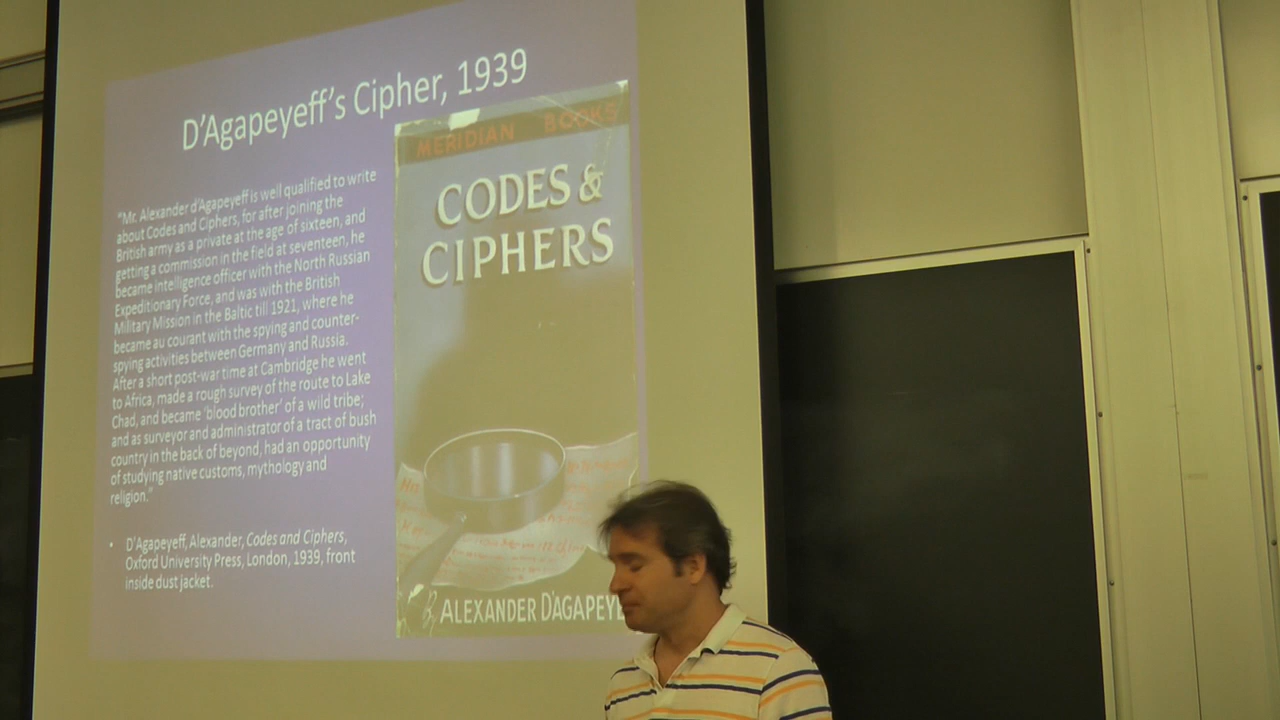 D'Agapeyeff's Cipher, 1939
"Mr. Alexander d'Agapeyeff is well qualified to write
about Codes and Ciphers, for after joining the
British army as a private at the age of sixteen, and
getting a commission in the field at seventeen, he
became intelligence officer with the North Russian
Expeditionary Force, and was with the British
Military Mission in the Baltic till 1921, where he
became au courant with the spying and counter-
spying activities between Germany and Russia.
After a short post-war time at Cambridge he went
to Africa, made a rough survey of the route to Lake
Chad, and became 'blood brother' of a wild tribe;
and as surveyor and administrator of a tract of bush
country in the back of beyond, had an opportunity
of studying native customs, mythology and
religion."
• D'Agapeyeff, Alexander, Codes and Ciphers,
Oxford University Press, London, 1939, front
inside dust jacket.
MERIDIAN BOOKS
CODES &
CIPHERS
By ALEXANDER D'AGAPEYE